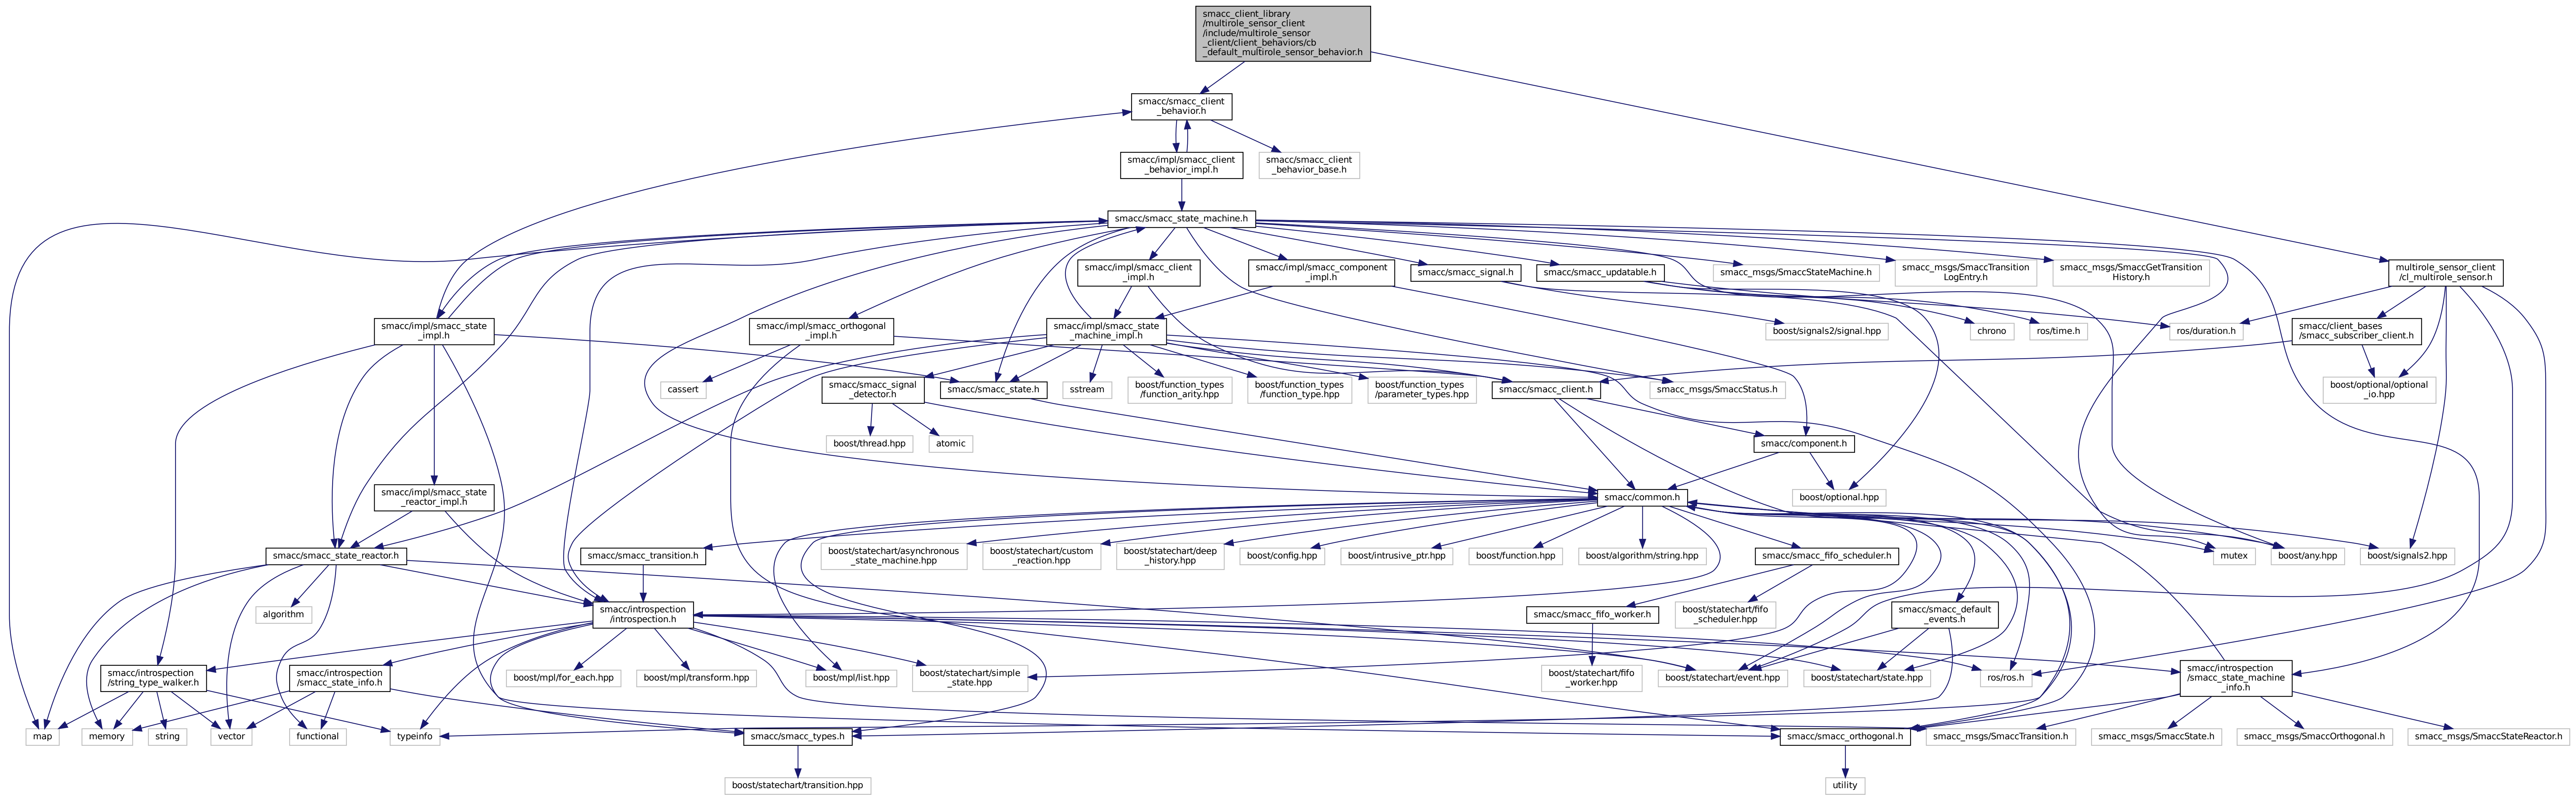 smacc_client_library
/multirole_sensor_client
/include/multirole_sensor
_client/client_behaviors/cb
_default_multirole_sensor_behavior.h
smacc/smacc_client
_behavior.h
smacc/impl/smacc_client
_behavior_impl.h
smacc/smacc_client
_behavior_base.h
smacc/smacc_state_machine.h
smacc/impl/smacc_client
_impl.h
smacc/impl/smacc_component
_impl.h
smacc/smacc_signal.h
smacc/smacc_updatable.h
smacc_msgs/SmaccStateMachine.h
smacc_msgs/SmaccTransition
LogEntry.h
smacc_msgs/SmaccGetTransition
History.h
multirole_sensor_client
/cl_multirole_sensor.h
smacc/impl/smacc_state
_impl.h
smacc/impl/smacc_orthogonal
_impl.h
smacc/impl/smacc_state
_machine_impl.h
boost/signals2/signal.hpp
chrono
ros/time.h
ros/duration.h
smacc/client_bases
/smacc_subscriber_client.h
cassert
smacc/smacc_signal
_detector.h
smacc/smacc_state.h
sstream
boost/function_types
/function_arity.hpp
boost/function_types
/function_type.hpp
boost/function_types
/parameter_types.hpp
smacc/smacc_client.h
smacc_msgs/SmaccStatus.h
boost/optional/optional
_io.hpp
boost/thread.hpp
atomic
smacc/component.h
smacc/impl/smacc_state
_reactor_impl.h
smacc/common.h
boost/optional.hpp
smacc/smacc_state_reactor.h
smacc/smacc_transition.h
boost/statechart/asynchronous
_state_machine.hpp
boost/statechart/custom
_reaction.hpp
boost/statechart/deep
_history.hpp
boost/config.hpp
boost/intrusive_ptr.hpp
boost/function.hpp
boost/algorithm/string.hpp
smacc/smacc_fifo_scheduler.h
mutex
boost/any.hpp
boost/signals2.hpp
algorithm
smacc/introspection
/introspection.h
smacc/smacc_fifo_worker.h
boost/statechart/fifo
_scheduler.hpp
smacc/smacc_default
_events.h
smacc/introspection
/string_type_walker.h
smacc/introspection
/smacc_state_info.h
boost/mpl/for_each.hpp
boost/mpl/transform.hpp
boost/mpl/list.hpp
boost/statechart/simple
_state.hpp
boost/statechart/fifo
_worker.hpp
boost/statechart/event.hpp
boost/statechart/state.hpp
ros/ros.h
smacc/introspection
/smacc_state_machine
_info.h
map
memory
string
vector
functional
typeinfo
smacc/smacc_types.h
smacc/smacc_orthogonal.h
smacc_msgs/SmaccTransition.h
smacc_msgs/SmaccState.h
smacc_msgs/SmaccOrthogonal.h
smacc_msgs/SmaccStateReactor.h
boost/statechart/transition.hpp
utility